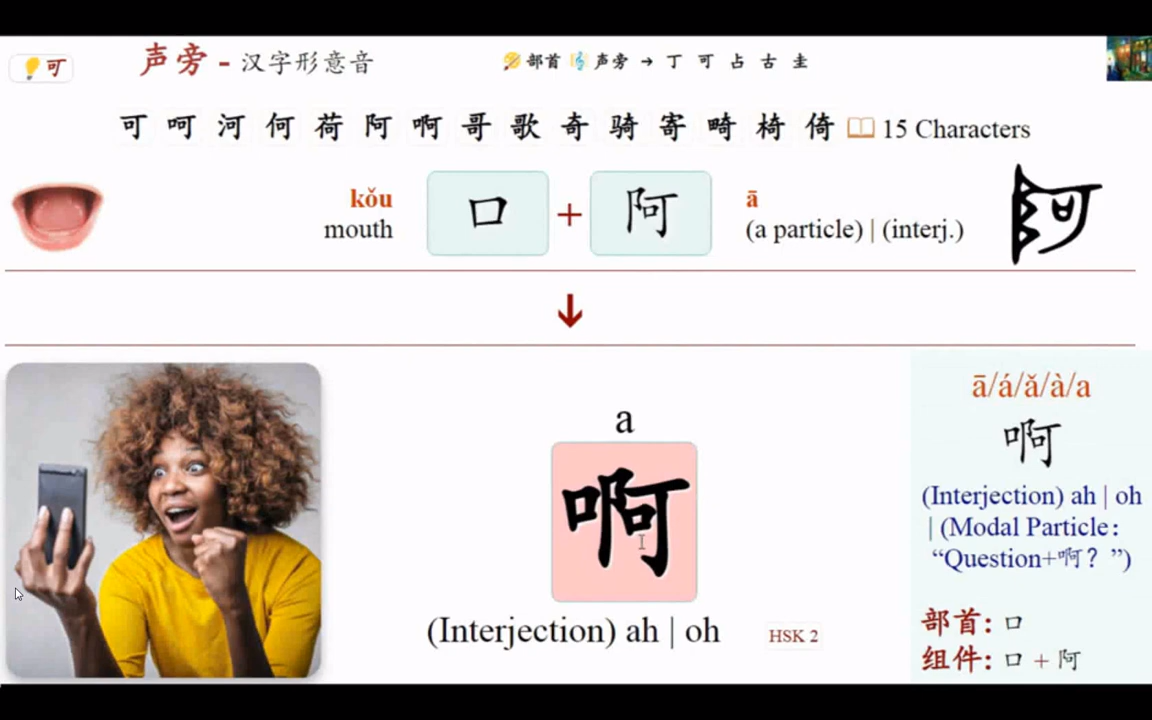 可 声旁 - 汉字形意音 部首 声旁 → 丁 可 占 古 圭
可 呵 河 何 荷 阿 啊 哥 歌 奇 骑 寄 畸 椅 倚 15 Characters
kǒu 口 + 阿 ā
mouth (a particle) | (interj.)
↓
a
啊
(Interjection) ah | oh HSK 2
ā/á/ǎ/à/a
啊
(Interjection) ah | oh
| (Modal Particle:
“Question+啊？”)
部首: 口
组件: 口 + 阿